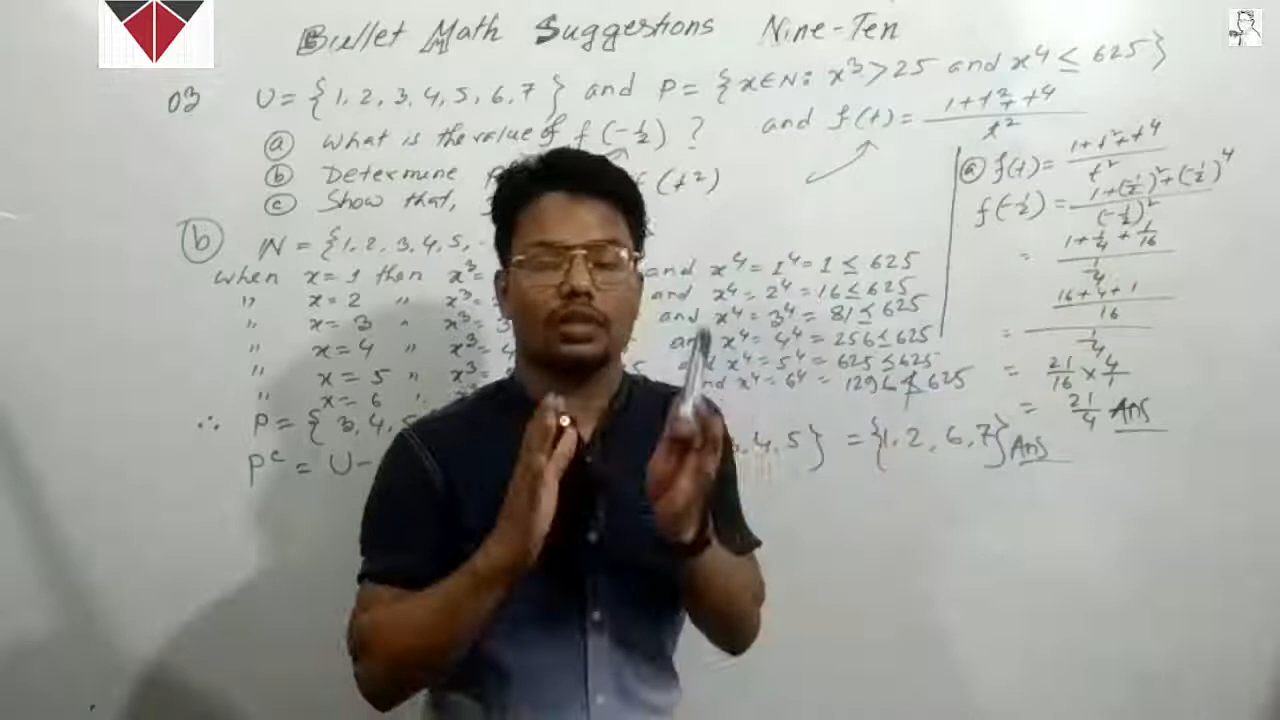 Bullet Math Suggestions Nine-Ten
03 U = {1, 2, 3, 4, 5, 6, 7} and P = {x∈N: x³ > 25 and x⁴ ≤ 625}
and f(t) = (1+t²+t⁴)/t²
(a) What is the value of f(-½) ?
(b) Determine P
(c) Show that, f(t²)
(b) N = {1, 2, 3, 4, 5,
when x=1 then x³= and x⁴ = 1⁴ = 1 ≤ 625
" x=2 " x³= and x⁴ = 2⁴ = 16 ≤ 625
" x=3 " x³= 3 and x⁴ = 3⁴ = 81 ≤ 625
" x=4 " x³= 4 and x⁴ = 4⁴ = 256 ≤ 625
" x=5 " x³= and x⁴ = 5⁴ = 625 ≤ 625
" x=6 " and x⁴ = 6⁴ = 1296 ≰ 625
∴ P = {3, 4, 5
Pᶜ = U- 4, 5} = {1, 2, 6, 7} Ans
(a) f(t) = (1+t²+t⁴)/t²
f(-½) = (1+(½)²+(½)⁴)/(-½)²
= (1+¼+1/16)/¼
= ((16+4+1)/16)/¼
= 21/16 × 4/1
= 21/4 Ans